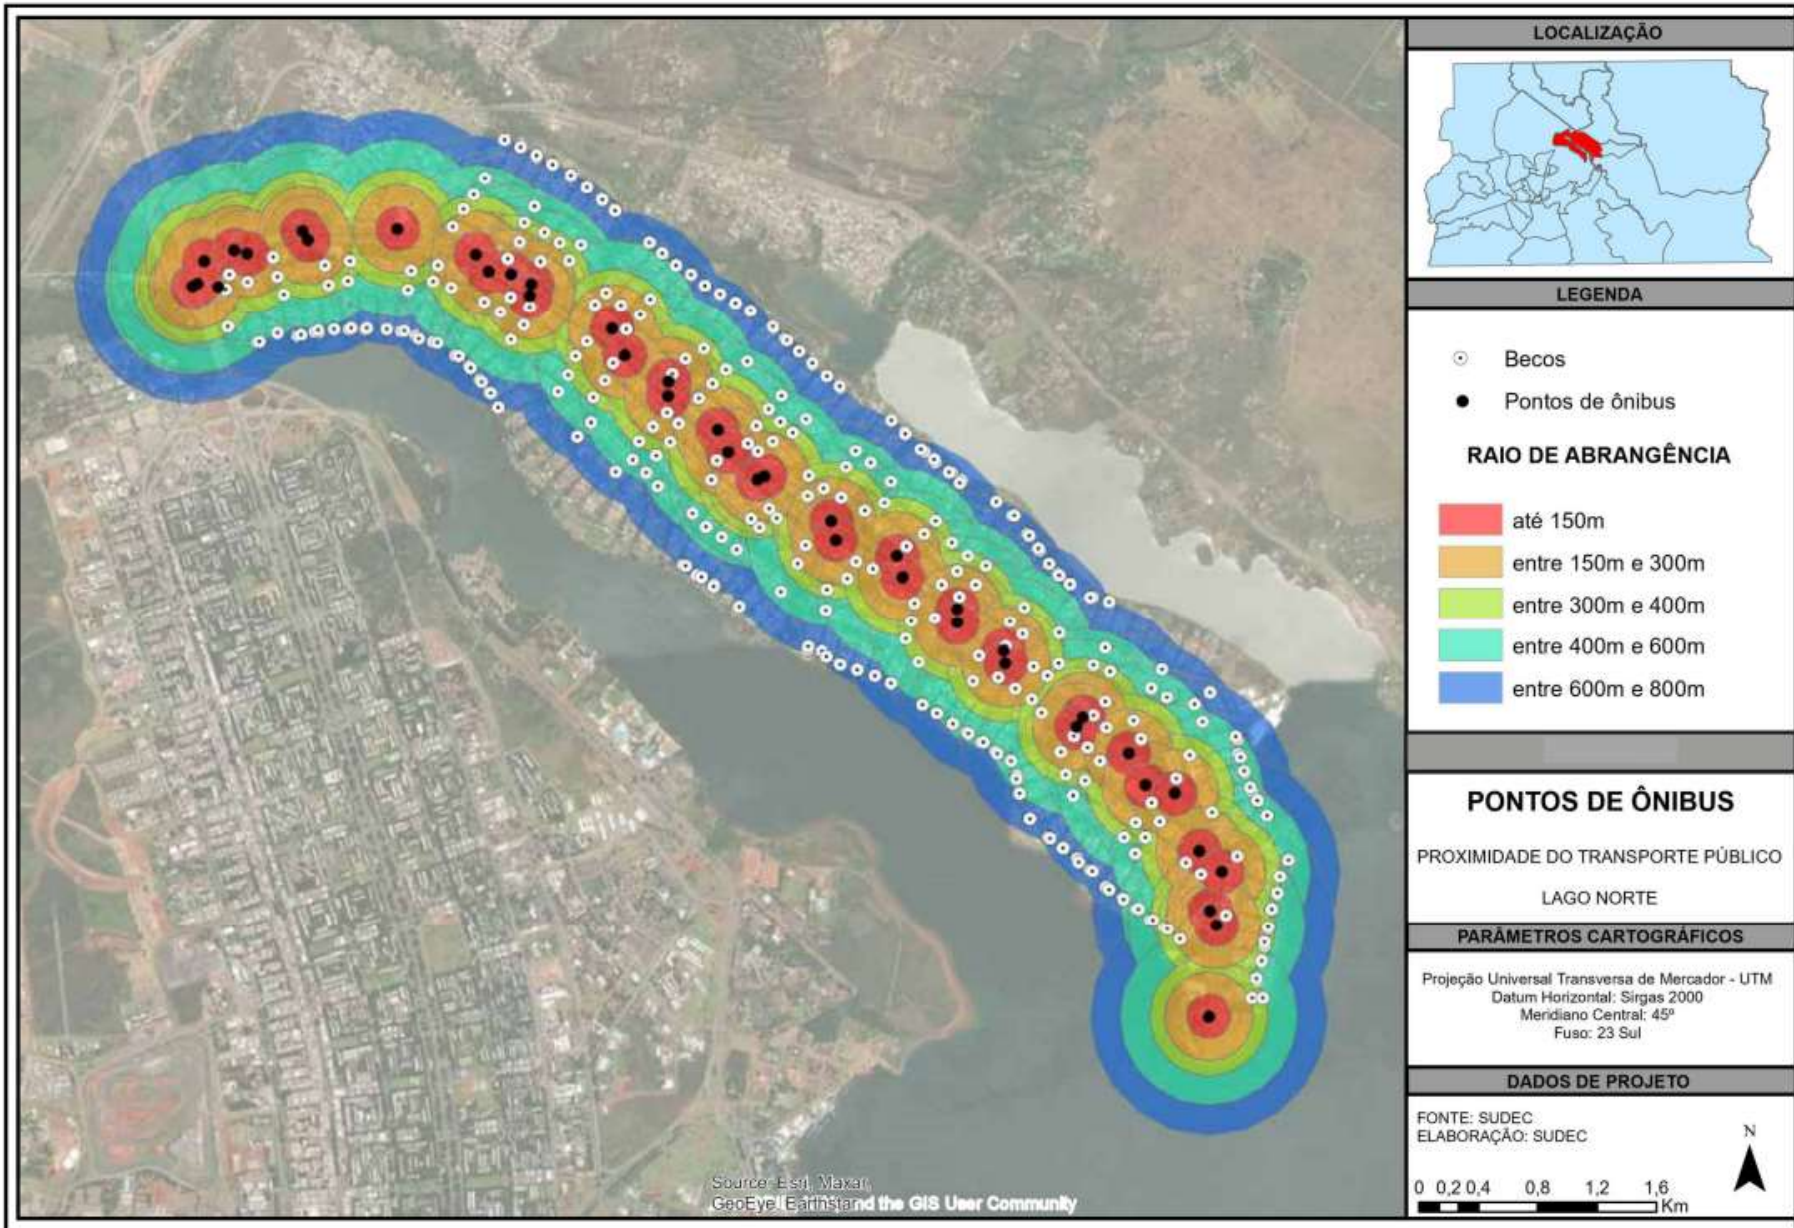 LOCALIZAÇÃO
LEGENDA
Becos
Pontos de ônibus
RAIO DE ABRANGÊNCIA
até 150m
entre 150m e 300m
entre 300m e 400m
entre 400m e 600m
entre 600m e 800m
PONTOS DE ÔNIBUS
PROXIMIDADE DO TRANSPORTE PÚBLICO
LAGO NORTE
PARÂMETROS CARTOGRÁFICOS
Projeção Universal Transversa de Mercador - UTM
Datum Horizontal: Sirgas 2000
Meridiano Central: 45º
Fuso: 23 Sul
DADOS DE PROJETO
FONTE: SUDEC
ELABORAÇÃO: SUDEC
N
0 0,2 0,4 0,8 1,2 1,6
Km
Source: Esri, Maxar,
GeoEye, Earthstar and the GIS User Community